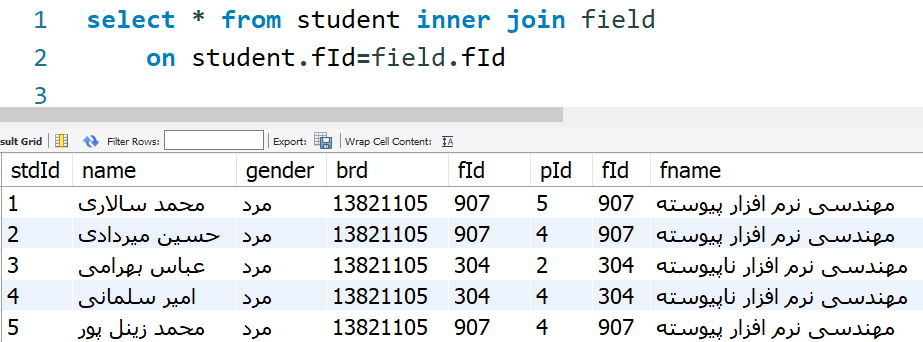 1 select * from student inner join field
2 on student.fId=field.fId
3
sult Grid Filter Rows: Export: Wrap Cell Content: IA
stdId name gender brd fId pId fId fname
1 محمد سالاری مرد 13821105 907 5 907 مهندسی نرم افزار پیوسته
2 حسین میردادی مرد 13821105 907 4 907 مهندسی نرم افزار پیوسته
3 عباس بهرامی مرد 13821105 304 2 304 مهندسی نرم افزار ناپیوسته
4 امیر سلمانی مرد 13821105 304 4 304 مهندسی نرم افزار ناپیوسته
5 محمد زینل پور مرد 13821105 907 4 907 مهندسی نرم افزار پیوسته